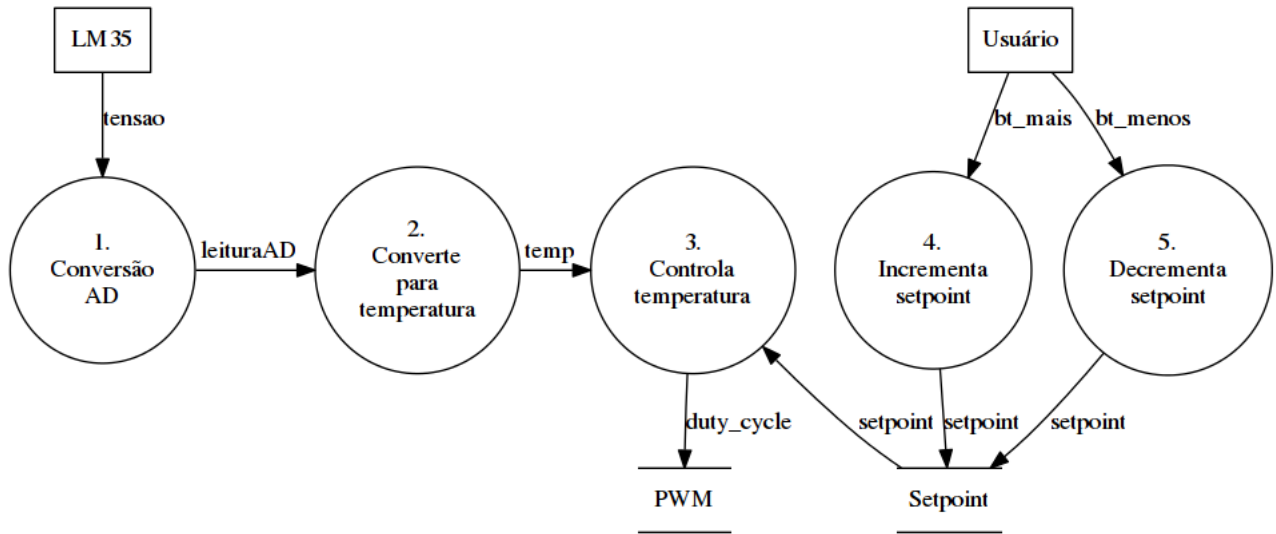 LM35
Usuário
tensao
bt_mais
bt_menos
1.
Conversão
AD
leituraAD
2.
Converte
para
temperatura
temp
3.
Controla
temperatura
4.
Incrementa
setpoint
5.
Decrementa
setpoint
duty_cycle
setpoint
setpoint
setpoint
PWM
Setpoint